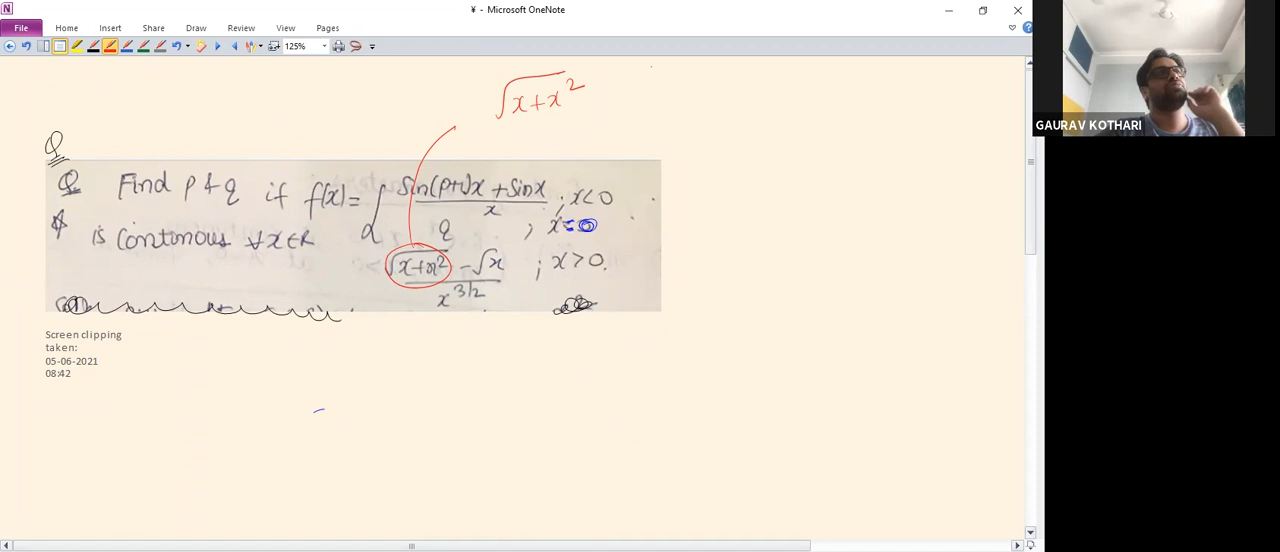 ¥ - Microsoft OneNote
File Home Insert Share Draw Review View Pages
125%
GAURAV KOTHARI
√x+x²
Q
Q Find p & q if f(x)= { sin(p+1)x + sinx / x ; x<0
is continous ∀x∈R q ; x=0
√x+x² - √x / x^3/2 ; x>0.
Screen clipping
taken:
05-06-2021
08:42